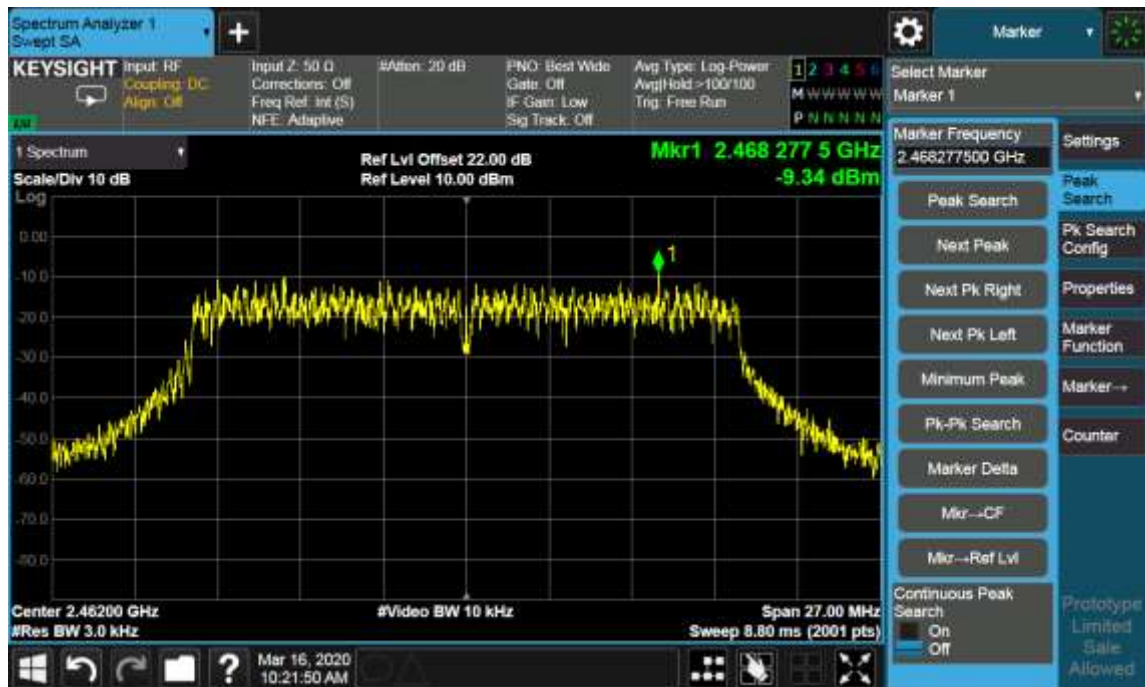 Spectrum Analyzer 1
Swept SA
Marker
KEYSIGHT
Input: RF
Coupling: DC
Align: Off
Input Z: 50 Ω
Corrections: Off
Freq Ref: Int (S)
NFE: Adaptive
#Atten: 20 dB
PNO: Best Wide
Gate: Off
IF Gain: Low
Sig Track: Off
Avg Type: Log-Power
Avg|Hold:>100/100
Trig: Free Run
1 2 3 4 5 6
M W W W W W
P N N N N N
Select Marker
Marker 1
1 Spectrum
Scale/Div 10 dB
Log
Ref Lvl Offset 22.00 dB
Ref Level 10.00 dBm
Mkr1 2.468 277 5 GHz
-9.34 dBm
0.00
-10.0
-20.0
-30.0
-40.0
-50.0
-60.0
-70.0
-80.0
1
Center 2.46200 GHz
#Res BW 3.0 kHz
#Video BW 10 kHz
Span 27.00 MHz
Sweep 8.80 ms (2001 pts)
Marker Frequency
2.468277500 GHz
Peak Search
Next Peak
Next Pk Right
Next Pk Left
Minimum Peak
Pk-Pk Search
Marker Delta
Mkr→CF
Mkr→Ref Lvl
Continuous Peak
Search
On
Off
Settings
Peak
Search
Pk Search
Config
Properties
Marker
Function
Marker→
Counter
Prototype
Limited
Sale
Allowed
?
Mar 16, 2020
10:21:50 AM